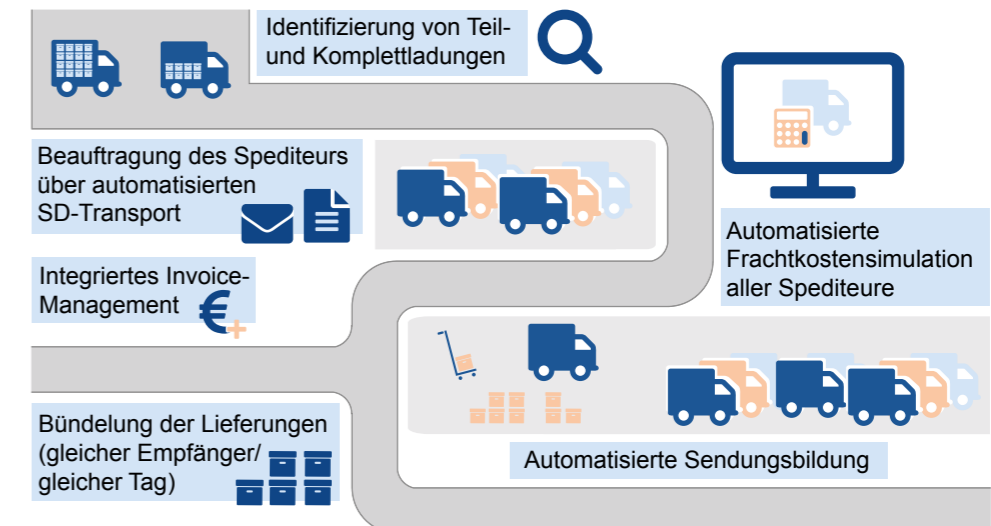 Identifizierung von Teil-
und Komplettladungen
Beauftragung des Spediteurs
über automatisierten
SD-Transport
Automatisierte
Frachtkostensimulation
aller Spediteure
Integriertes Invoice-
Management
€+
Bündelung der Lieferungen
(gleicher Empfänger/
gleicher Tag)
Automatisierte Sendungsbildung